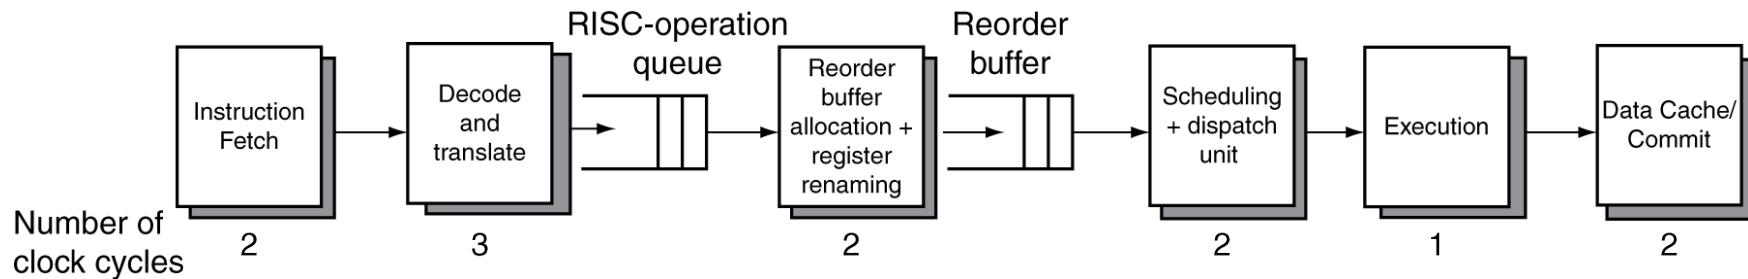 RISC-operation
queue
Reorder
buffer
Instruction
Fetch
Decode
and
translate
Reorder
buffer
allocation +
register
renaming
Scheduling
+ dispatch
unit
Execution
Data Cache/
Commit
Number of
clock cycles
2
3
2
2
1
2